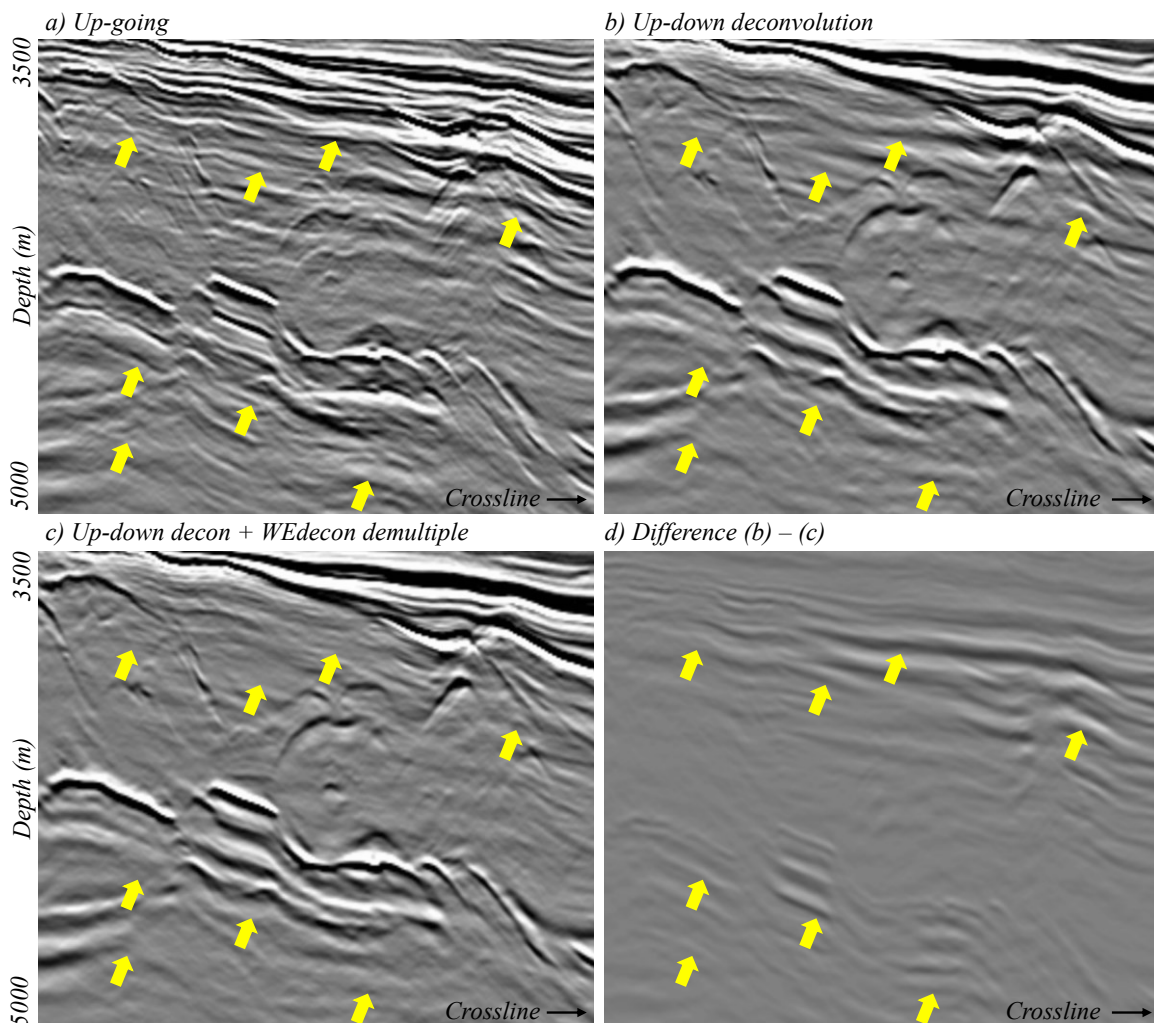 a) Up-going
b) Up-down deconvolution
3500
Depth (m)
5000
Crossline
Crossline
c) Up-down decon + WEdecon demultiple
d) Difference (b) – (c)
3500
Depth (m)
5000
Crossline
Crossline